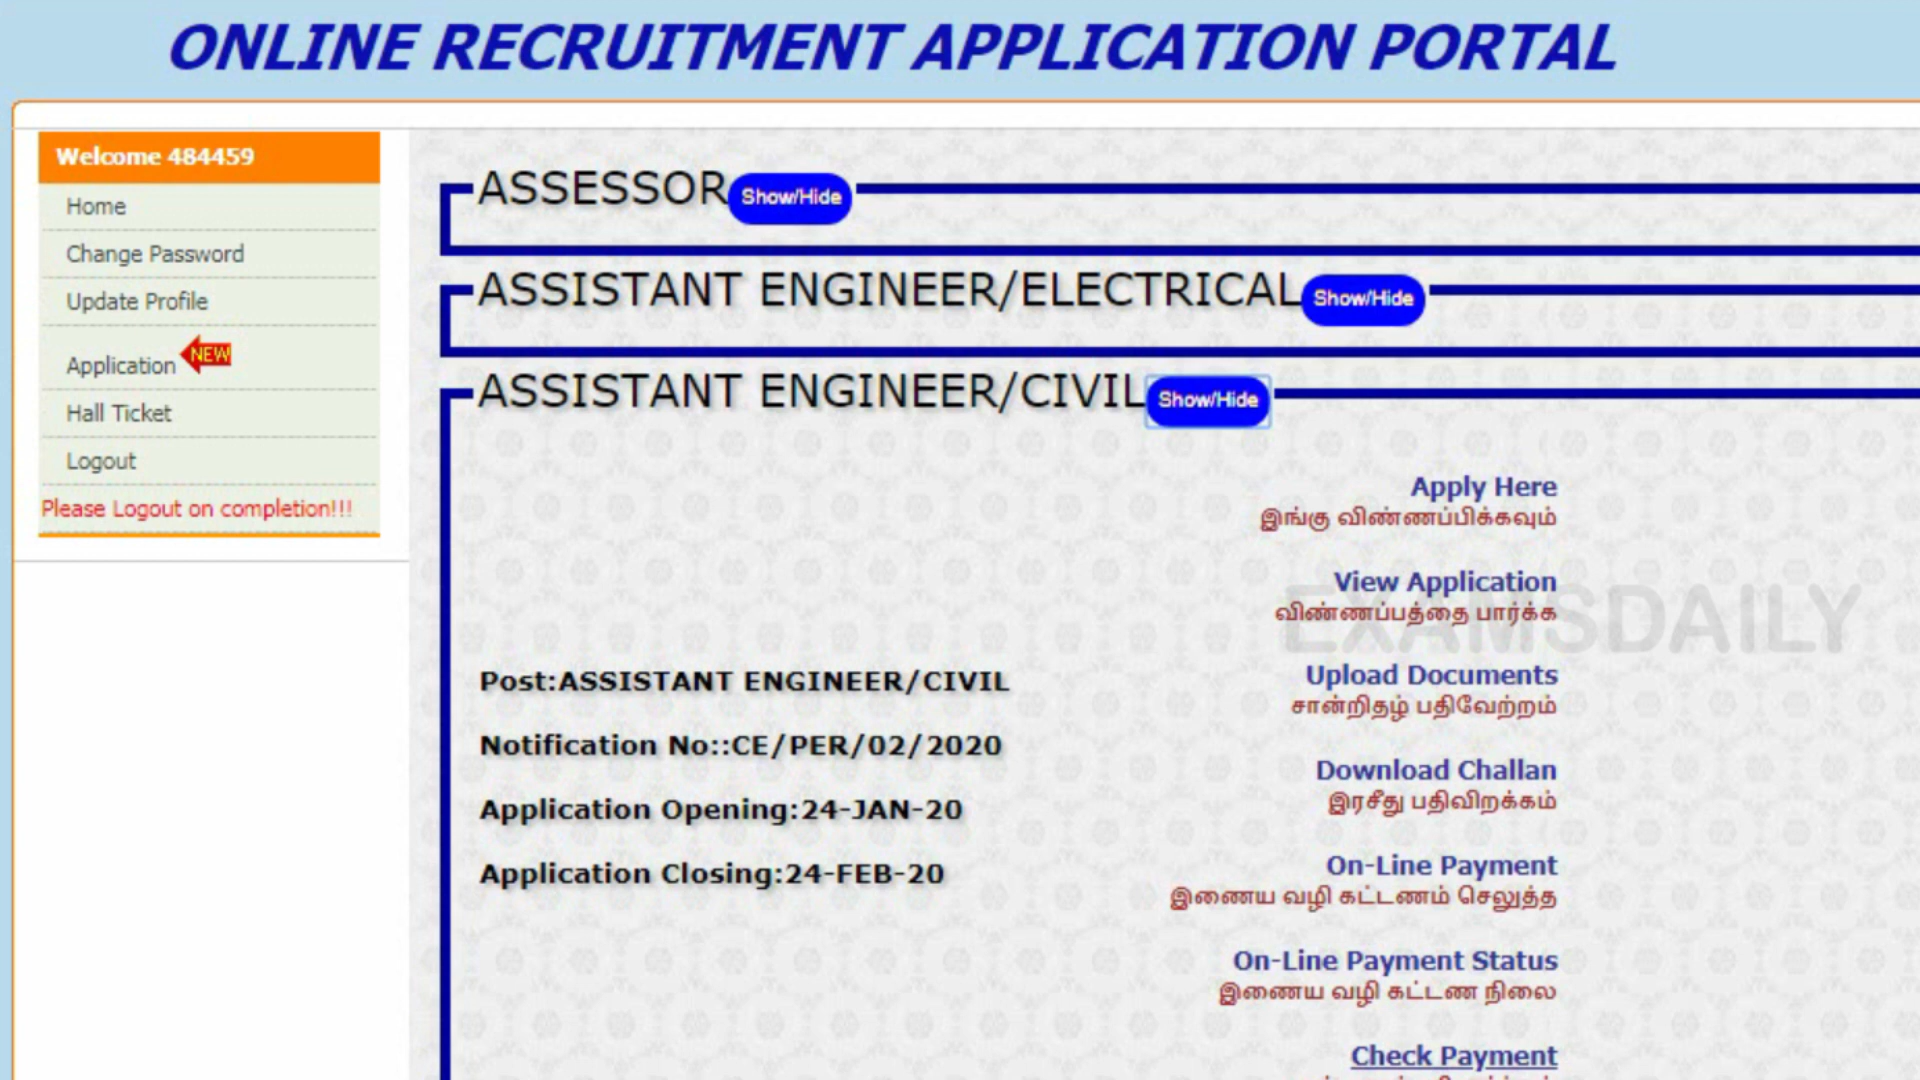 ONLINE RECRUITMENT APPLICATION PORTAL
Welcome 484459
Home
Change Password
Update Profile
Application NEW
Hall Ticket
Logout
Please Logout on completion!!!
ASSESSOR Show/Hide
ASSISTANT ENGINEER/ELECTRICAL Show/Hide
ASSISTANT ENGINEER/CIVIL Show/Hide
Post:ASSISTANT ENGINEER/CIVIL
Notification No::CE/PER/02/2020
Application Opening:24-JAN-20
Application Closing:24-FEB-20
Apply Here
இங்கு விண்ணப்பிக்கவும்
View Application
விண்ணப்பத்தை பார்க்க
Upload Documents
சான்றிதழ் பதிவேற்றம்
Download Challan
இரசீது பதிவிறக்கம்
On-Line Payment
இணைய வழி கட்டணம் செலுத்த
On-Line Payment Status
இணைய வழி கட்டண நிலை
Check Payment
EXAMSDAILY